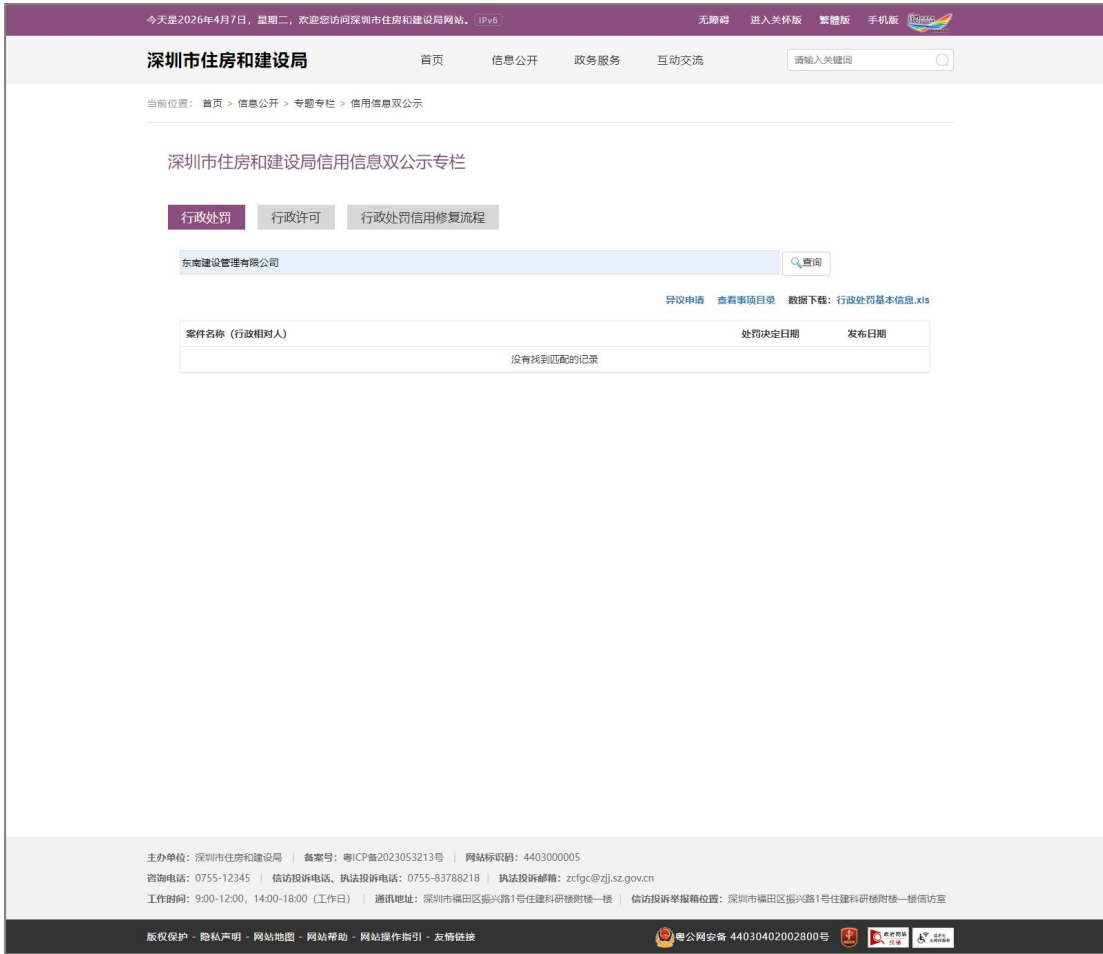 今天是2026年4月7日，星期二，欢迎您访问深圳市住房和建设局网站。 IPv6 无障碍 进入关怀版 繁體版 手机版
深圳市住房和建设局 首页 信息公开 政务服务 互动交流 请输入关键词
当前位置： 首页 > 信息公开 > 专题专栏 > 信用信息双公示
深圳市住房和建设局信用信息双公示专栏
行政处罚 行政许可 行政处罚信用修复流程
东南建设管理有限公司 查询
异议申请 查看事项目录 数据下载：行政处罚基本信息.xls
案件名称（行政相对人） 处罚决定日期 发布日期
没有找到匹配的记录
主办单位：深圳市住房和建设局 | 备案号：粤ICP备2023053213号 | 网站标识码：4403000005
咨询电话：0755-12345 | 信访投诉电话、执法投诉电话：0755-83788218 | 执法投诉邮箱：zcfgc@zjj.sz.gov.cn
工作时间：9:00-12:00，14:00-18:00（工作日） | 通讯地址：深圳市福田区振兴路1号住建科研楼附楼一楼 | 信访投诉举报箱位置：深圳市福田区振兴路1号住建科研楼附楼一楼信访室
版权保护 - 隐私声明 - 网站地图 - 网站帮助 - 网站操作指引 - 友情链接 粤公网安备 44030402002800号 政府网站 找错